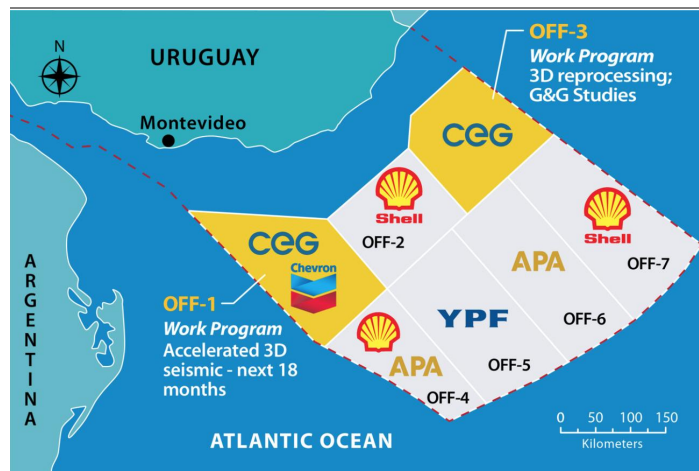 N
URUGUAY
Montevideo
OFF-3
Work Program
3D reprocessing;
G&G Studies
CEG
Shell
OFF-2
Shell
OFF-7
CEG
Chevron
APA
OFF-6
OFF-1
Work Program
Accelerated 3D
seismic - next 18
months
YPF
OFF-5
APA
OFF-4
ARGENTINA
ATLANTIC OCEAN
0 50 100 150
Kilometers